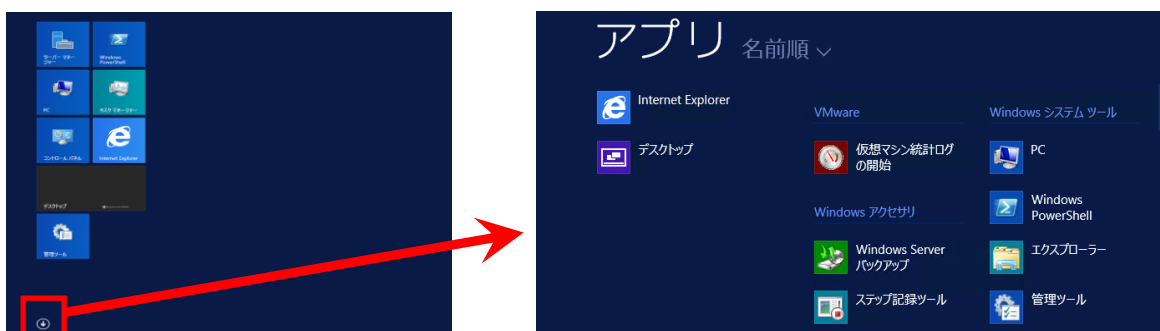 サーバー マネージャー
Windows PowerShell
PC
タスク マネージャー
コントロール パネル
Internet Explorer
デスクトップ
管理ツール
アプリ 名前順
Internet Explorer
デスクトップ
VMware
仮想マシン統計ログ
の開始
Windows アクセサリ
Windows Server
バックアップ
ステップ記録ツール
Windows システム ツール
PC
Windows
PowerShell
エクスプローラー
管理ツール